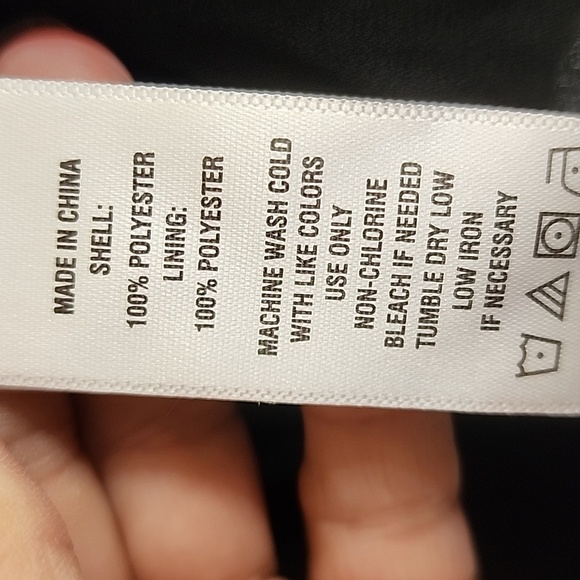 MADE IN CHINA
SHELL:
100% POLYESTER
LINING:
100% POLYESTER
MACHINE WASH COLD
WITH LIKE COLORS
USE ONLY
NON-CHLORINE
BLEACH IF NEEDED
TUMBLE DRY LOW
LOW IRON
IF NECESSARY